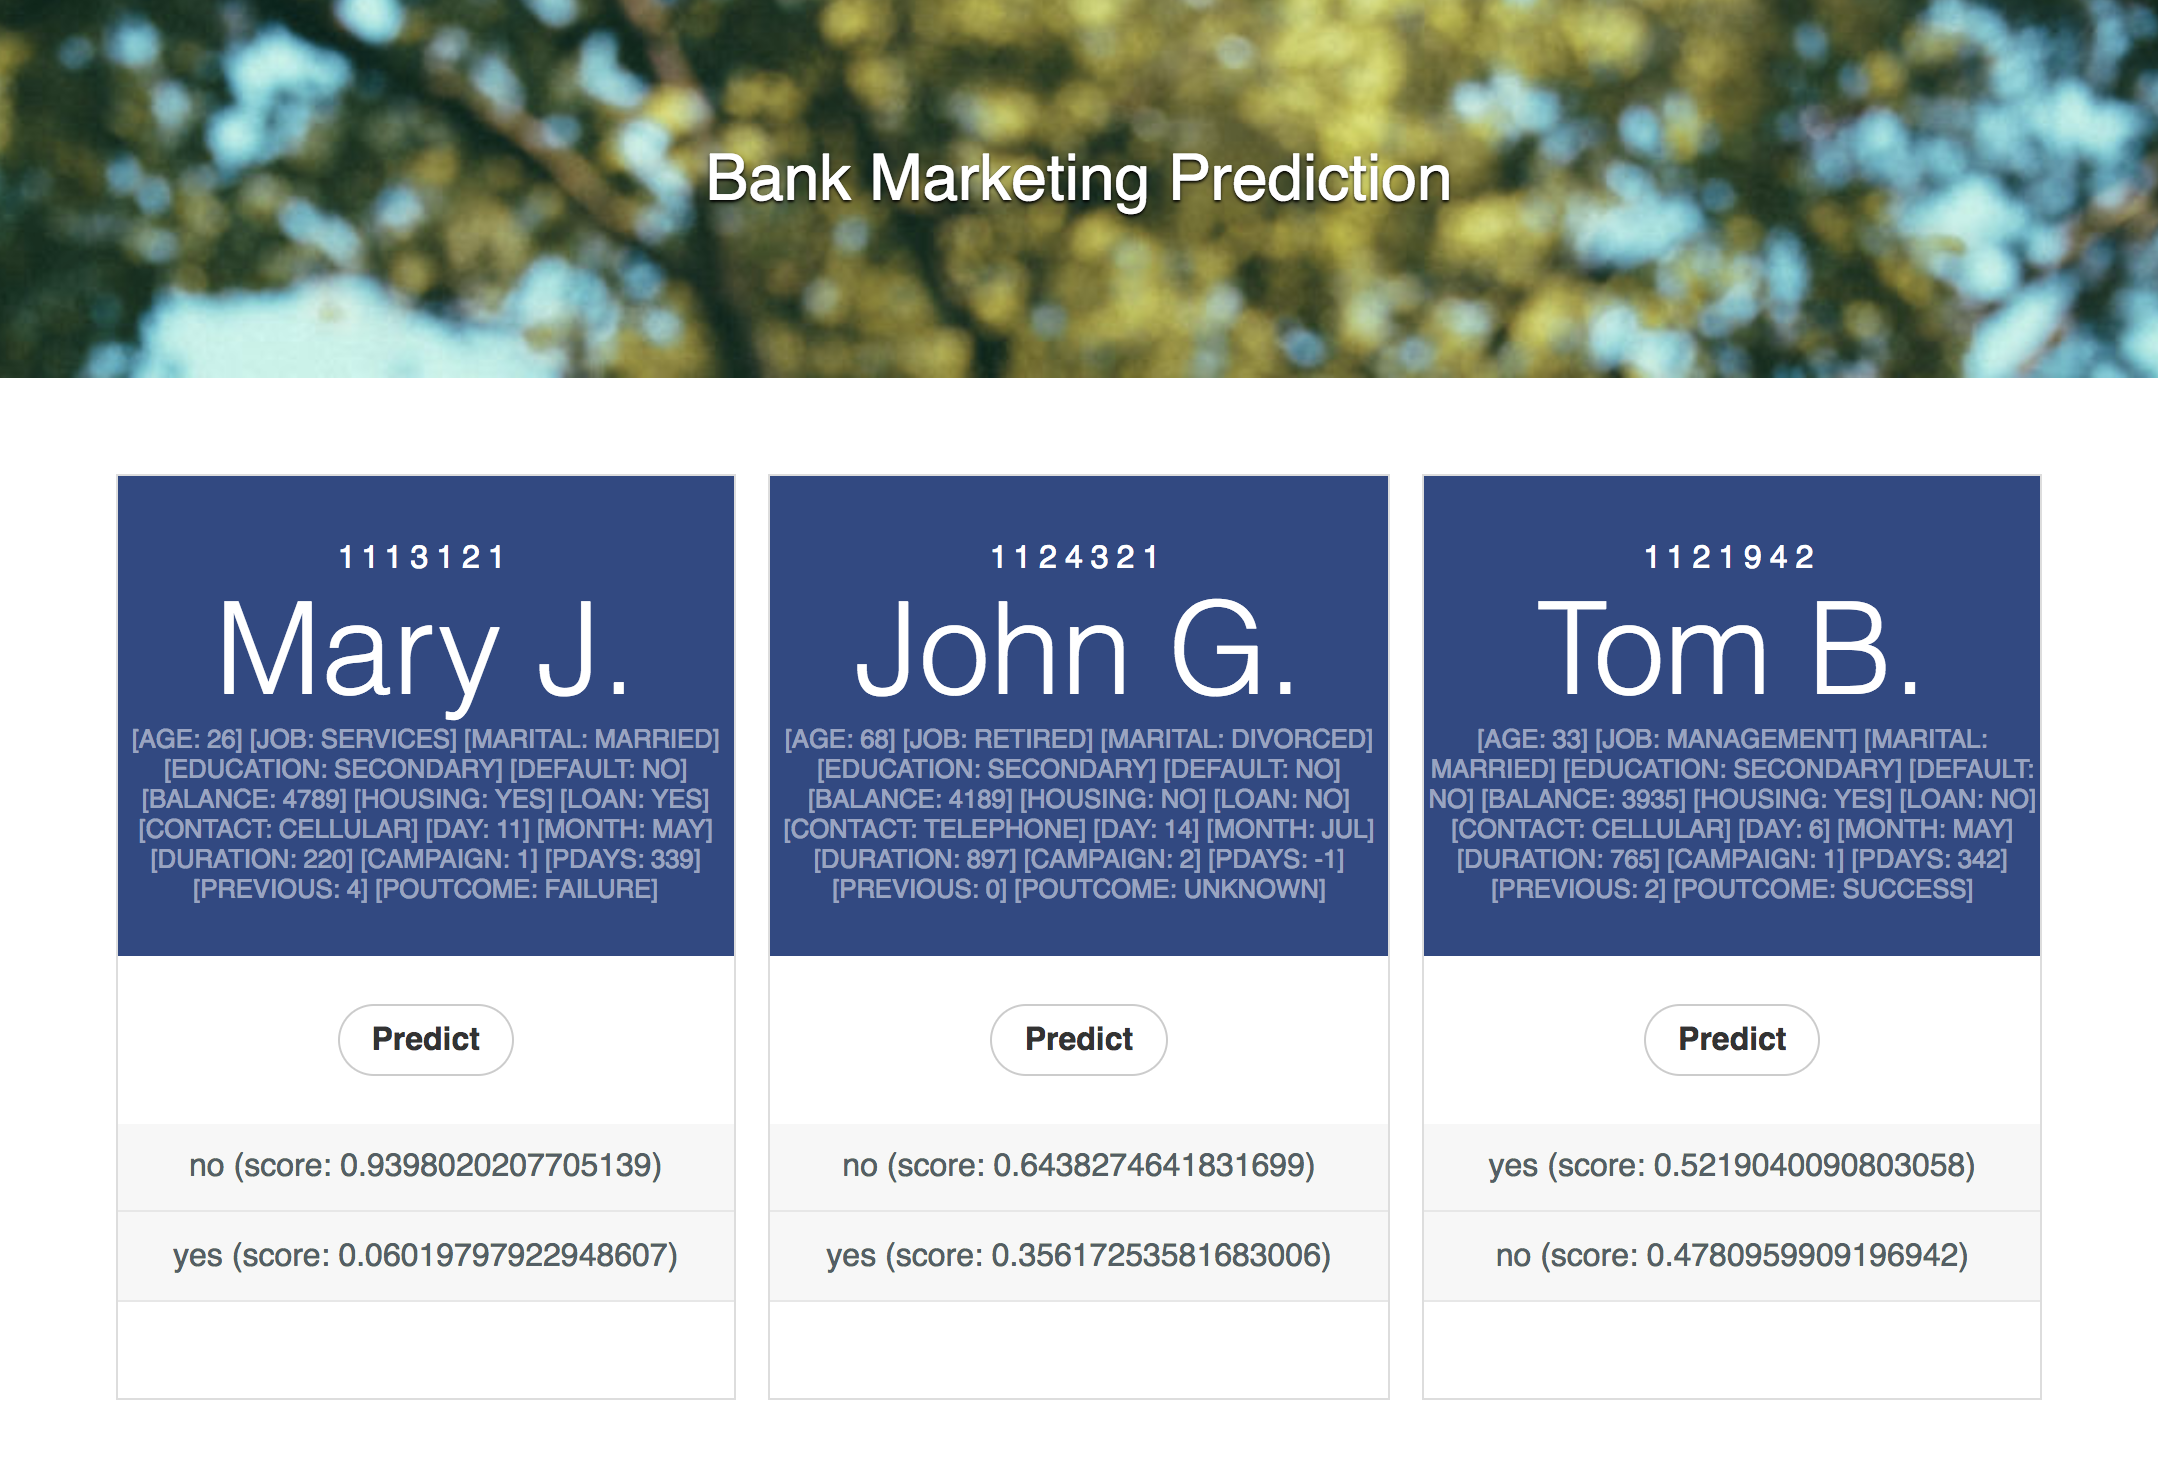 Bank Marketing Prediction
1113121
Mary J.
[AGE: 26] [JOB: SERVICES] [MARITAL: MARRIED]
[EDUCATION: SECONDARY] [DEFAULT: NO]
[BALANCE: 4789] [HOUSING: YES] [LOAN: YES]
[CONTACT: CELLULAR] [DAY: 11] [MONTH: MAY]
[DURATION: 220] [CAMPAIGN: 1] [PDAYS: 339]
[PREVIOUS: 4] [POUTCOME: FAILURE]
Predict
no (score: 0.9398020207705139)
yes (score: 0.06019797922948607)
1124321
John G.
[AGE: 68] [JOB: RETIRED] [MARITAL: DIVORCED]
[EDUCATION: SECONDARY] [DEFAULT: NO]
[BALANCE: 4189] [HOUSING: NO] [LOAN: NO]
[CONTACT: TELEPHONE] [DAY: 14] [MONTH: JUL]
[DURATION: 897] [CAMPAIGN: 2] [PDAYS: -1]
[PREVIOUS: 0] [POUTCOME: UNKNOWN]
Predict
no (score: 0.6438274641831699)
yes (score: 0.35617253581683006)
1121942
Tom B.
[AGE: 33] [JOB: MANAGEMENT] [MARITAL:
MARRIED] [EDUCATION: SECONDARY] [DEFAULT:
NO] [BALANCE: 3935] [HOUSING: YES] [LOAN: NO]
[CONTACT: CELLULAR] [DAY: 6] [MONTH: MAY]
[DURATION: 765] [CAMPAIGN: 1] [PDAYS: 342]
[PREVIOUS: 2] [POUTCOME: SUCCESS]
Predict
yes (score: 0.5219040090803058)
no (score: 0.4780959909196942)